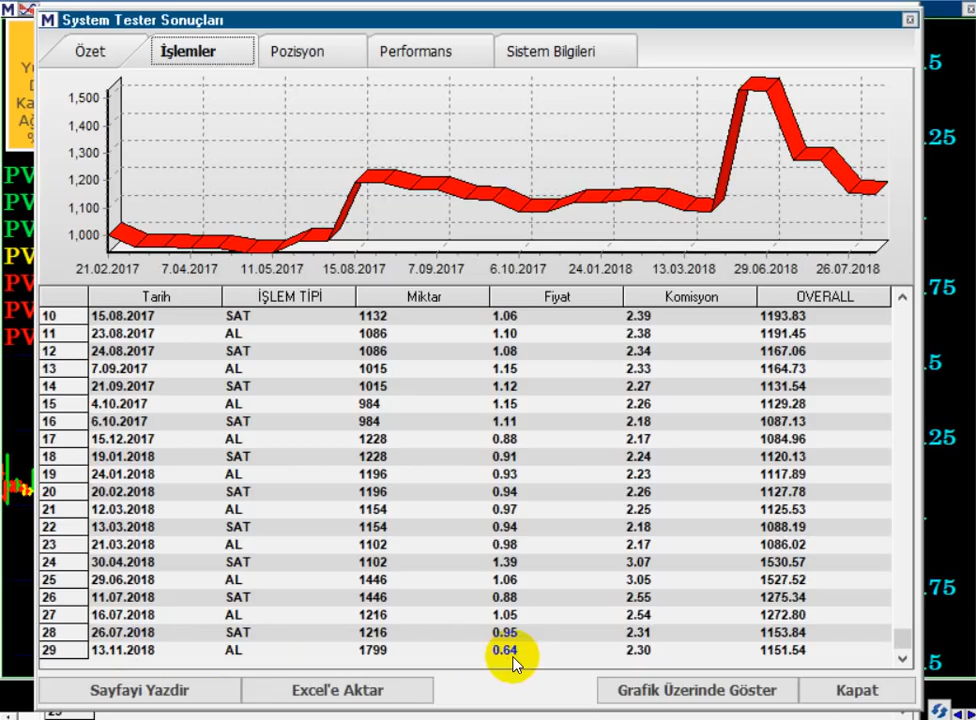 M
M System Tester Sonuçları
Özet İşlemler Pozisyon Performans Sistem Bilgileri
1,500
1,400
1,300
1,200
1,100
1,000
21.02.2017 7.04.2017 11.05.2017 15.08.2017 7.09.2017 6.10.2017 24.01.2018 13.03.2018 29.06.2018 26.07.2018
Tarih İŞLEM TİPİ Miktar Fiyat Komisyon OVERALL
10 15.08.2017 SAT 1132 1.06 2.39 1193.83
11 23.08.2017 AL 1086 1.10 2.38 1191.45
12 24.08.2017 SAT 1086 1.08 2.34 1167.06
13 7.09.2017 AL 1015 1.15 2.33 1164.73
14 21.09.2017 SAT 1015 1.12 2.27 1131.54
15 4.10.2017 AL 984 1.15 2.26 1129.28
16 6.10.2017 SAT 984 1.11 2.18 1087.13
17 15.12.2017 AL 1228 0.88 2.17 1084.96
18 19.01.2018 SAT 1228 0.91 2.24 1120.13
19 24.01.2018 AL 1196 0.93 2.23 1117.89
20 20.02.2018 SAT 1196 0.94 2.26 1127.78
21 12.03.2018 AL 1154 0.97 2.25 1125.53
22 13.03.2018 SAT 1154 0.94 2.18 1088.19
23 21.03.2018 AL 1102 0.98 2.17 1086.02
24 30.04.2018 SAT 1102 1.39 3.07 1530.57
25 29.06.2018 AL 1446 1.06 3.05 1527.52
26 11.07.2018 SAT 1446 0.88 2.55 1275.34
27 16.07.2018 AL 1216 1.05 2.54 1272.80
28 26.07.2018 SAT 1216 0.95 2.31 1153.84
29 13.11.2018 AL 1799 0.64 2.30 1151.54
Sayfayi Yazdir Excel'e Aktar Grafik Üzerinde Göster Kapat
PV
PV
PV
PV
PV
PV
PV
.5
.25
.75
.5
.25
.75
.5